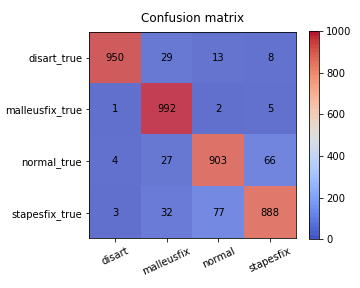 Confusion matrix
disart_true 950 29 13 8
malleusfix_true 1 992 2 5
normal_true 4 27 903 66
stapesfix_true 3 32 77 888
disart malleusfix normal stapesfix
1000
800
600
400
200
0